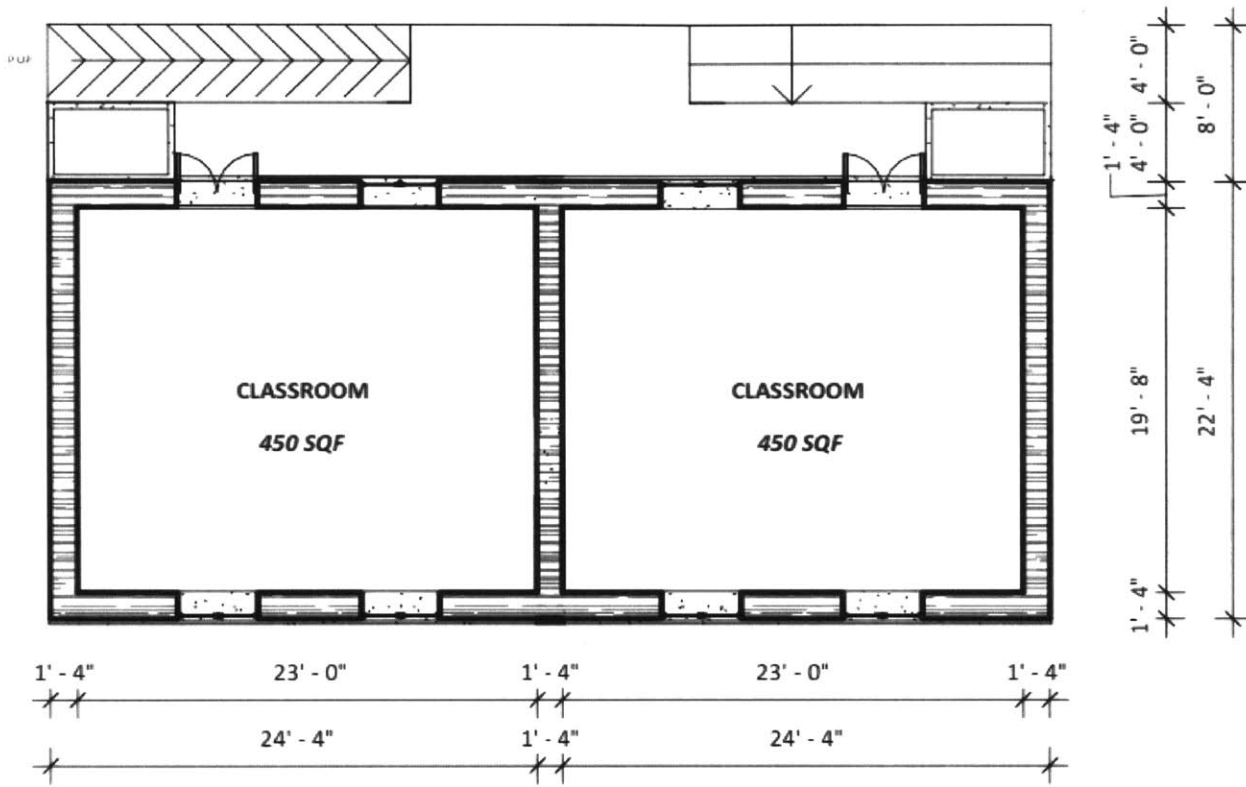 4' - 0"
8' - 0"
1' - 4"
4' - 0"
CLASSROOM
450 SQF
CLASSROOM
450 SQF
19' - 8"
22' - 4"
1' - 4"
1' - 4"
23' - 0"
1' - 4"
23' - 0"
1' - 4"
24' - 4"
1' - 4"
24' - 4"